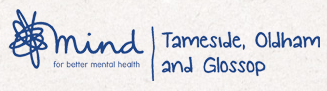 mind
for better mental health
Tameside, Oldham
and Glossop